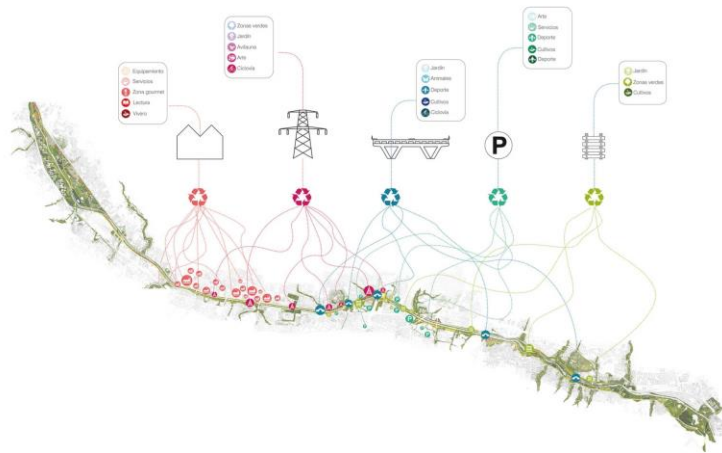 Equipamiento
Servicios
Zona gourmet
Lectura
Vivero
Zonas verdes
Jardín
Avifauna
Arte
Ciclovía
Jardín
Animales
Deporte
Cultivos
Ciclovía
Arte
Servicios
Deporte
Cultivos
Deporte
Jardín
Zonas verdes
Cultivos
P